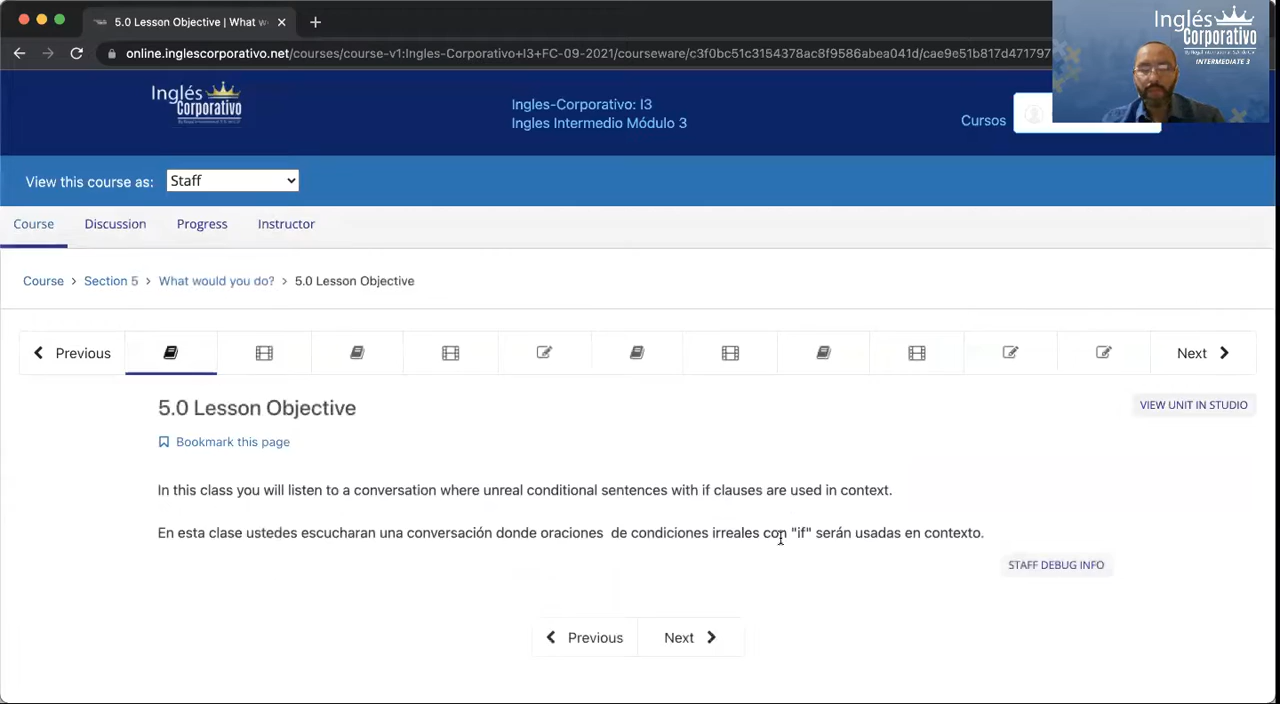 5.0 Lesson Objective | What w
online.inglescorporativo.net/courses/course-v1:Ingles-Corporativo+I3+LFC-09-2021/courseware/c3f0bc51c3154378ac8f9586abea041d/cae9e51b817d471797
Inglés
Corporativo
INTERMEDIATE 3
Inglés
Corporativo
Ingles-Corporativo: I3
Ingles Intermedio Módulo 3
Cursos
View this course as: Staff
Course Discussion Progress Instructor
Course > Section 5 > What would you do? > 5.0 Lesson Objective
Previous Next
5.0 Lesson Objective
VIEW UNIT IN STUDIO
Bookmark this page
In this class you will listen to a conversation where unreal conditional sentences with if clauses are used in context.
En esta clase ustedes escucharan una conversación donde oraciones de condiciones irreales con "if" serán usadas en contexto.
STAFF DEBUG INFO
Previous Next